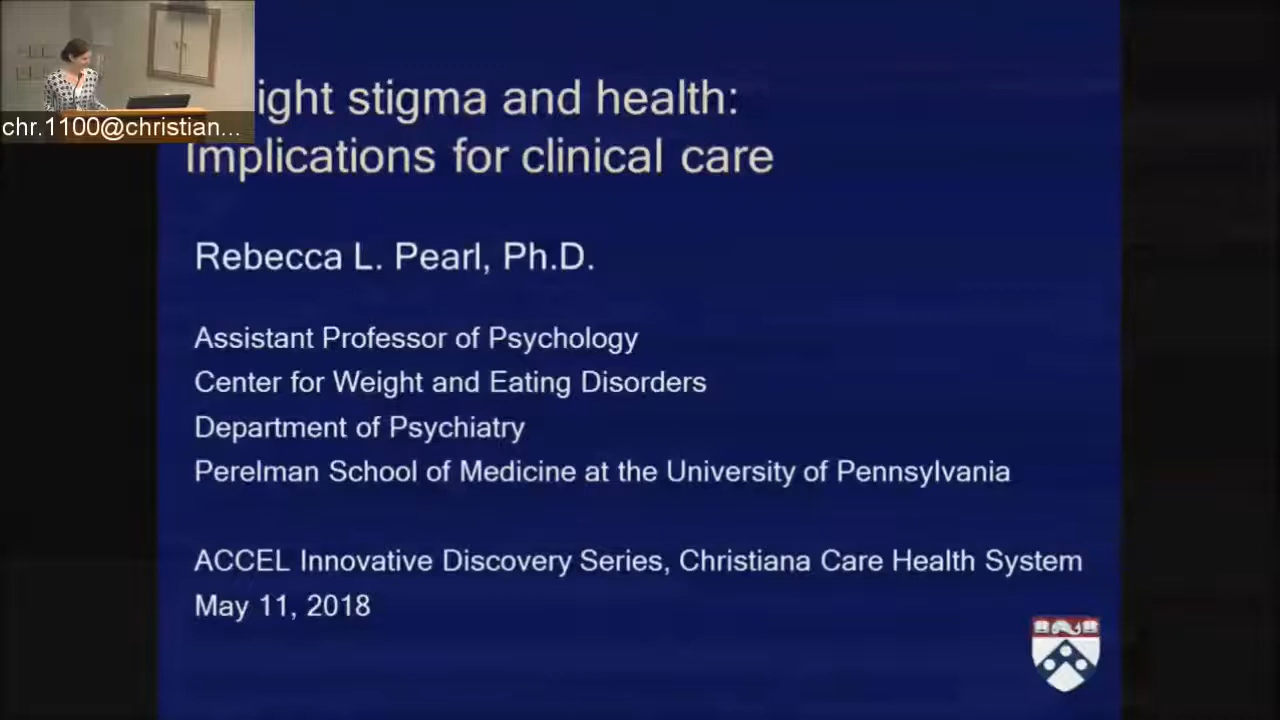 ight stigma and health:
chr.1100@christian...
Implications for clinical care
Rebecca L. Pearl, Ph.D.
Assistant Professor of Psychology
Center for Weight and Eating Disorders
Department of Psychiatry
Perelman School of Medicine at the University of Pennsylvania
ACCEL Innovative Discovery Series, Christiana Care Health System
May 11, 2018